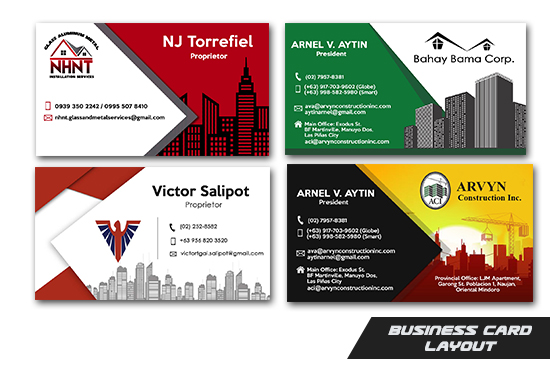 GLASS ALUMINUM METAL
NHNT
INSTALLATION SERVICES
NJ Torrefiel
Proprietor
0939 350 2242 / 0995 507 8410
nhnt.glassandmetalservices@gmail.com
ARNEL V. AYTIN
President
(02) 7957-8381
(+63) 917-703-9602 (Globe)
(+63) 998-582-5980 (Smart)
ava@arvynconstructioninc.com
aytinarnel@gmail.com
Main Office: Exodus St.
BF Martinville, Manuyo Dos,
Las Piñas City
aci@arvynconstructioninc.com
Bahay Bama Corp.
Victor Salipot
Proprietor
(02) 232-8582
+63 936 820 3520
victortgai.salipot@gmail.com
ARNEL V. AYTIN
President
(02) 7957-8381
(+63) 917-703-9602 (Globe)
(+63) 998-582-5980 (Smart)
ava@arvynconstructioninc.com
aytinarnel@gmail.com
Main Office: Exodus St.
BF Martinville, Manuyo Dos,
Las Piñas City
aci@arvynconstructioninc.com
ACI
ARVYN
Construction Inc.
Provincial Office: LJM Apartment,
Garong St. Poblacion 1, Naujan,
Oriental Mindoro
BUSINESS CARD
LAYOUT